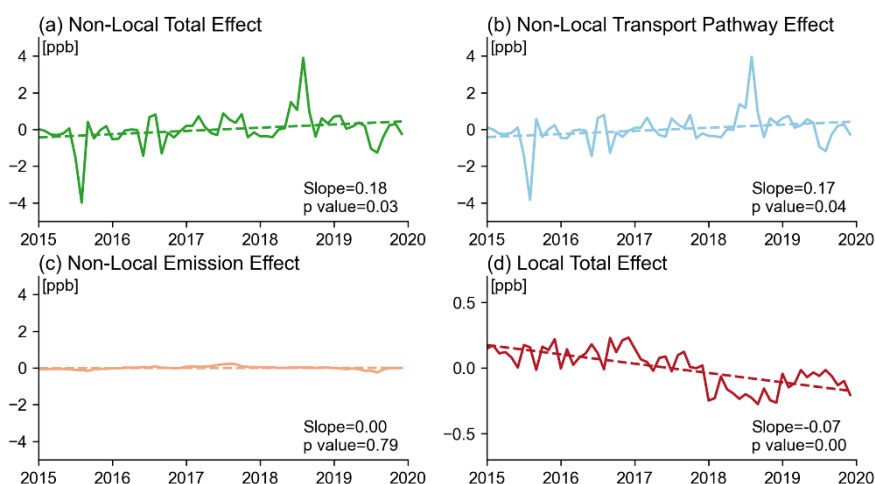 (a) Non-Local Total Effect
[ppb]
4
2
0
−2
−4
Slope=0.18
p value=0.03
2015 2016 2017 2018 2019 2020
(b) Non-Local Transport Pathway Effect
[ppb]
4
2
0
−2
−4
Slope=0.17
p value=0.04
2015 2016 2017 2018 2019 2020
(c) Non-Local Emission Effect
[ppb]
4
2
0
−2
−4
Slope=0.00
p value=0.79
2015 2016 2017 2018 2019 2020
(d) Local Total Effect
[ppb]
0.5
0.0
−0.5
Slope=-0.07
p value=0.00
2015 2016 2017 2018 2019 2020